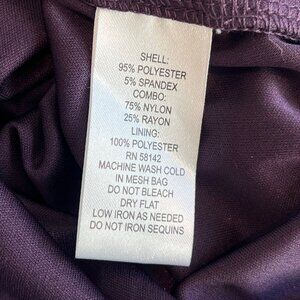 SHELL:
95% POLYESTER
5% SPANDEX
COMBO:
75% NYLON
25% RAYON
LINING:
100% POLYESTER
RN 58142
MACHINE WASH COLD
IN MESH BAG
DO NOT BLEACH
DRY FLAT
LOW IRON AS NEEDED
DO NOT IRON SEQUINS